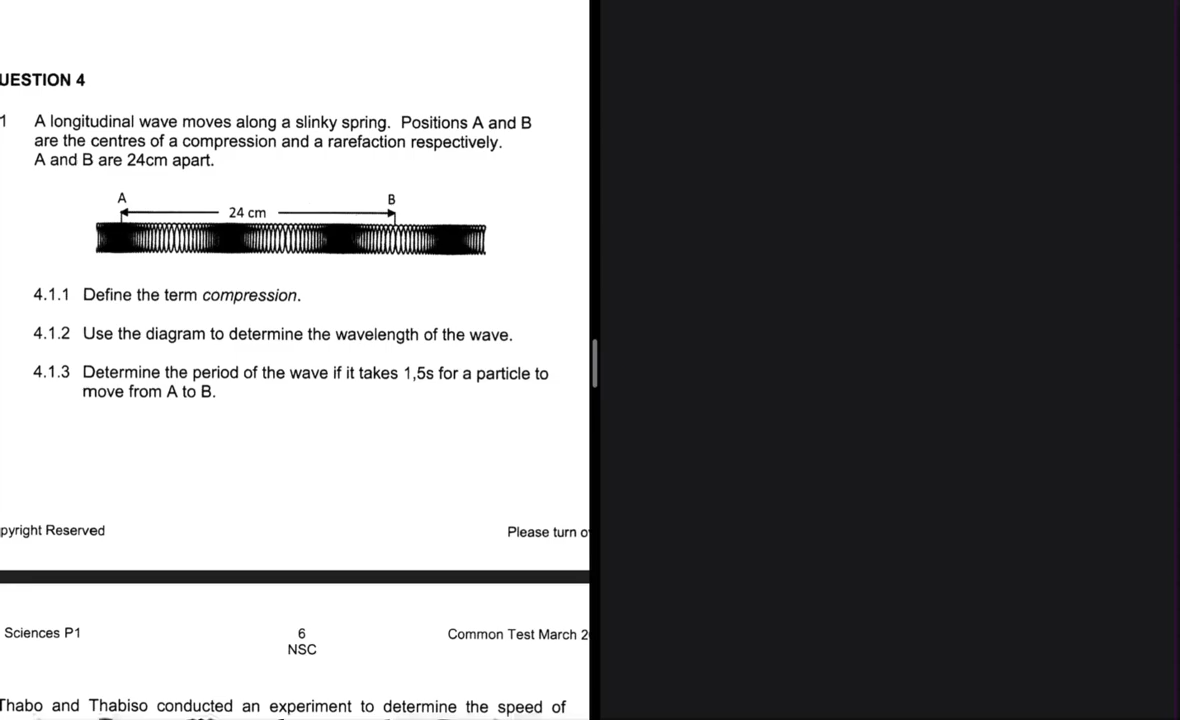 UESTION 4
1 A longitudinal wave moves along a slinky spring. Positions A and B
are the centres of a compression and a rarefaction respectively.
A and B are 24cm apart.
A B
24 cm
4.1.1 Define the term compression.
4.1.2 Use the diagram to determine the wavelength of the wave.
4.1.3 Determine the period of the wave if it takes 1,5s for a particle to
move from A to B.
pyright Reserved Please turn o
Sciences P1 6 Common Test March 2
NSC
Thabo and Thabiso conducted an experiment to determine the speed of